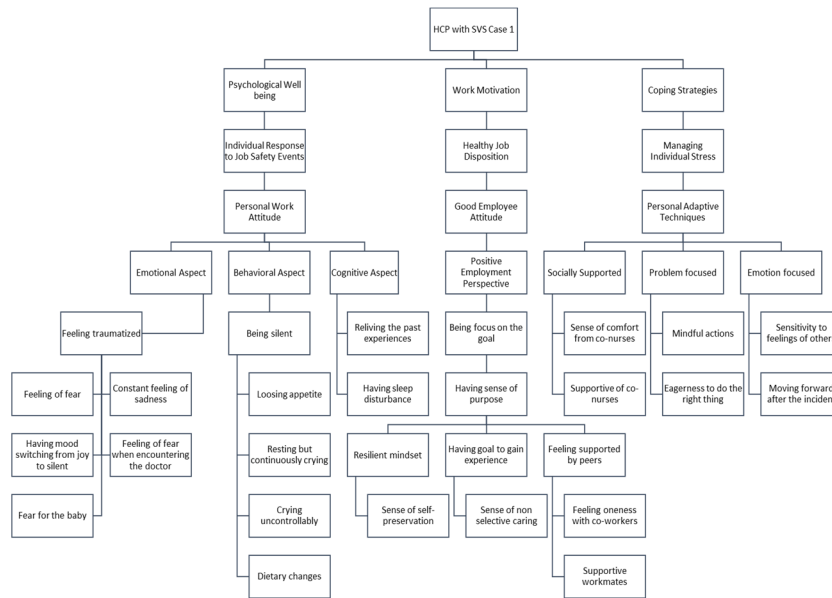 HCP with SVS Case 1
Psychological Well
being
Work Motivation
Coping Strategies
Individual Response
to Job Safety Events
Healthy Job
Disposition
Managing
Individual Stress
Personal Work
Attitude
Good Employee
Attitude
Personal Adaptive
Techniques
Emotional Aspect
Behavioral Aspect
Cognitive Aspect
Positive
Employment
Perspective
Socially Supported
Problem focused
Emotion focused
Feeling traumatized
Being silent
Reliving the past
experiences
Being focus on the
goal
Sense of comfort
from co-nurses
Mindful actions
Sensitivity to
feelings of other
Feeling of fear
Constant feeling of
sadness
Loosing appetite
Having sleep
disturbance
Having sense of
purpose
Supportive of co-
nurses
Eagerness to do the
right thing
Moving forward
after the inciden
Having mood
switching from joy
to silent
Feeling of fear
when encountering
the doctor
Resting but
continuously crying
Resilient mindset
Having goal to gain
experience
Feeling supported
by peers
Fear for the baby
Crying
uncontrollably
Sense of self-
preservation
Sense of non
selective caring
Feeling oneness
with co-workers
Dietary changes
Supportive
workmates